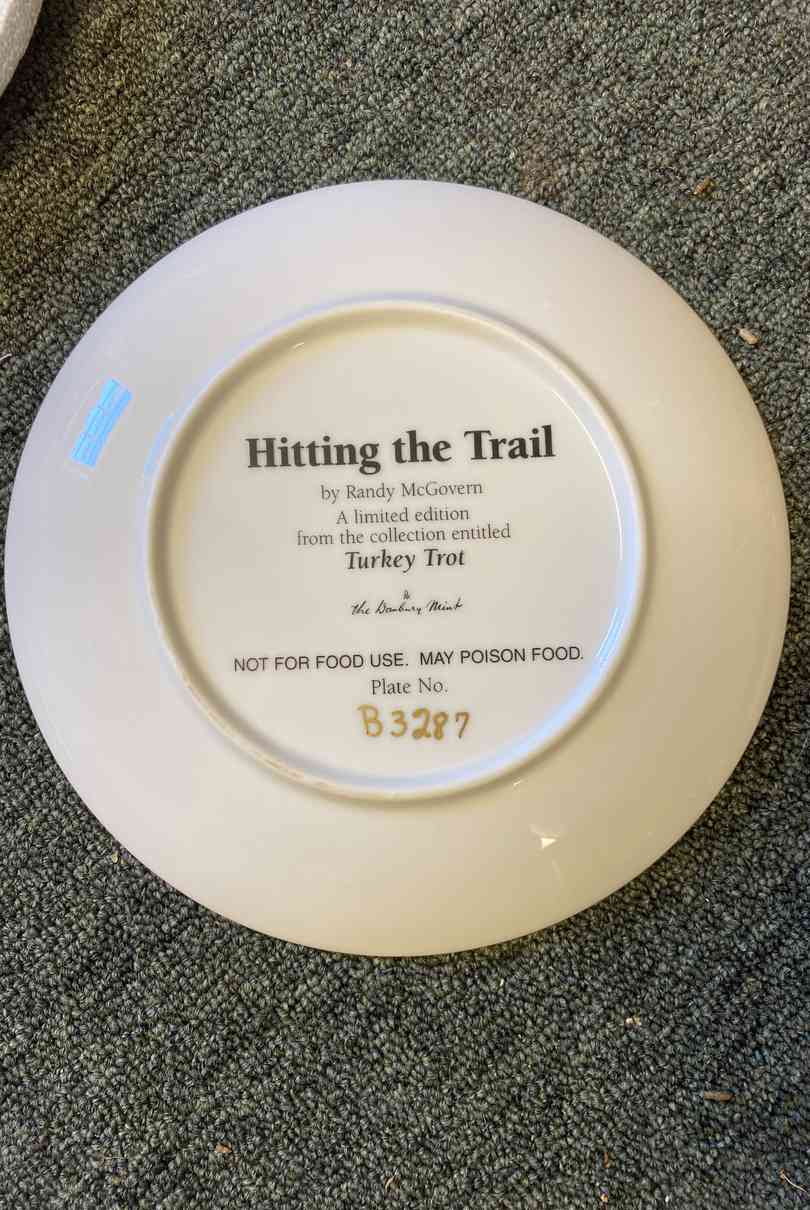 Hitting the Trail
by Randy McGovern
A limited edition
from the collection entitled
Turkey Trot
The Danbury Mint
NOT FOR FOOD USE. MAY POISON FOOD.
Plate No.
B3287